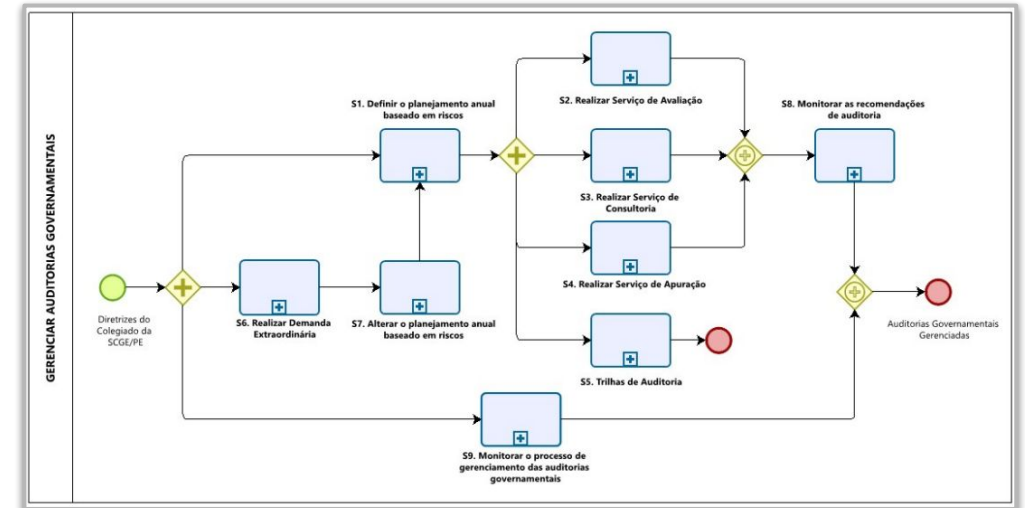 GERENCIAR AUDITORIAS GOVERNAMENTAIS
S1. Definir o planejamento anual
baseado em riscos
S2. Realizar Serviço de Avaliação
S8. Monitorar as recomendações
de auditoria
S3. Realizar Serviço de
Consultoria
S4. Realizar Serviço de Apuração
Diretrizes do
Colegiado da
SCGE/PE
S6. Realizar Demanda
Extraordinária
S7. Alterar o planejamento anual
baseado em riscos
Auditorias Governamentais
Gerenciadas
S5. Trilhas de Auditoria
S9. Monitorar o processo de
gerenciamento das auditorias
governamentais